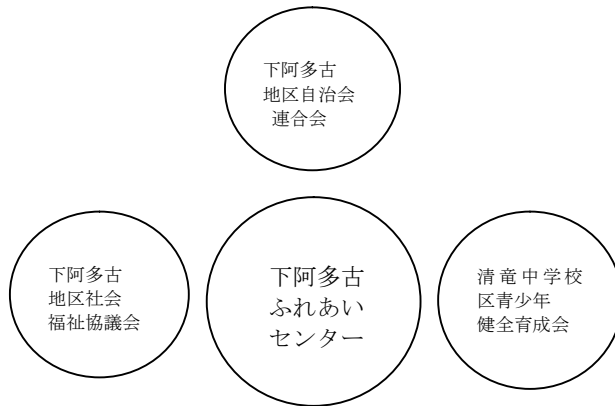 下阿多古
地区自治会
連合会
下阿多古
地区社会
福祉協議会
下阿多古
ふれあい
センター
清竜中学校
区青少年
健全育成会